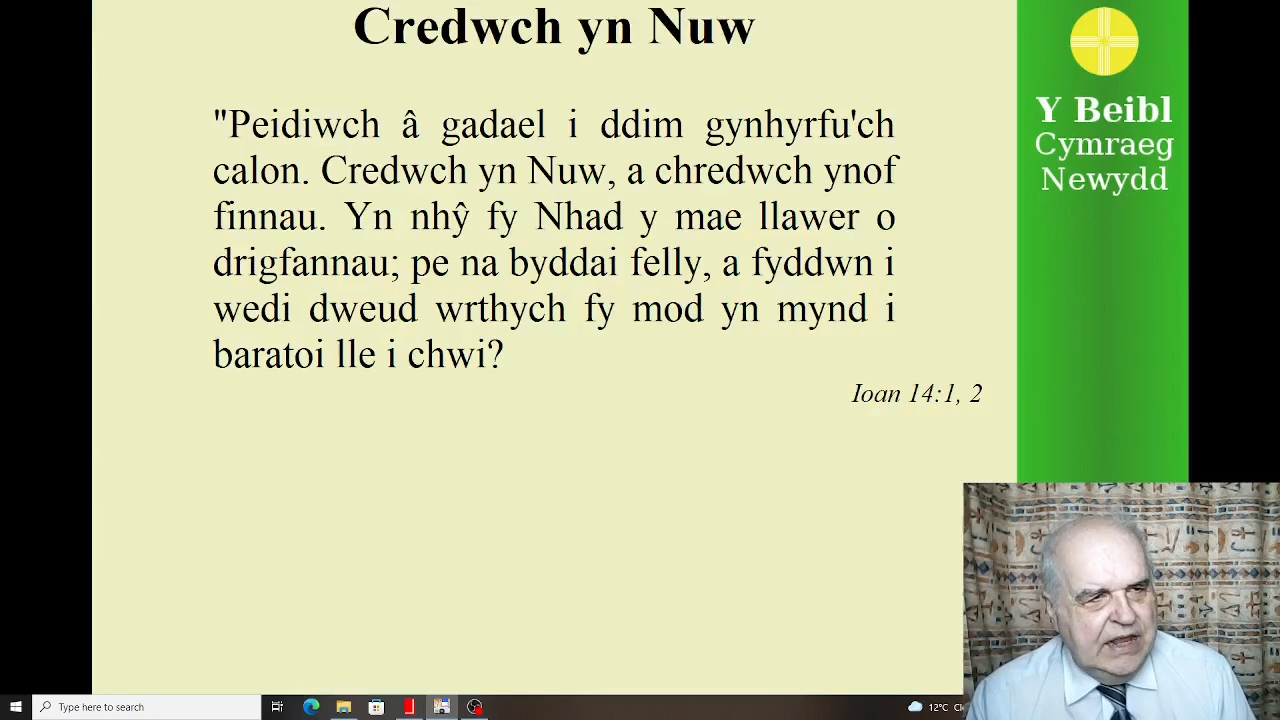 Credwch yn Nuw
"Peidiwch â gadael i ddim gynhyrfu'ch
calon. Credwch yn Nuw, a chredwch ynof
finnau. Yn nhŷ fy Nhad y mae llawer o
drigfannau; pe na byddai felly, a fyddwn i
wedi dweud wrthych fy mod yn mynd i
baratoi lle i chwi?
Ioan 14:1, 2
Y Beibl
Cymraeg
Newydd
Type here to search
12°C